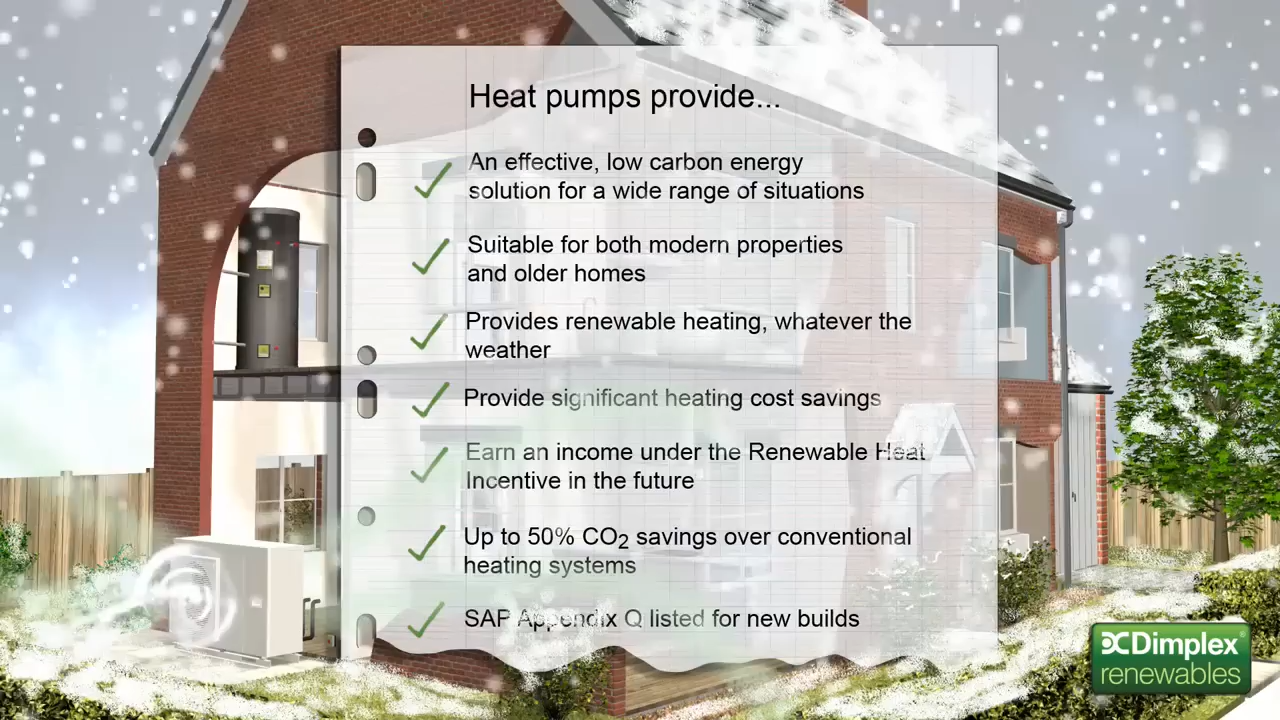 Heat pumps provide...
An effective, low carbon energy
solution for a wide range of situations
Suitable for both modern properties
and older homes
Provides renewable heating, whatever the
weather
Provide significant heating cost savings
Earn an income under the Renewable Heat
Incentive in the future
Up to 50% CO₂ savings over conventional
heating systems
SAP Appendix Q listed for new builds
Dimplex®
renewables